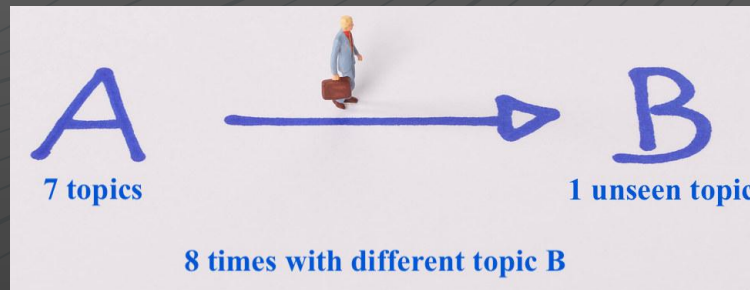 A B
7 topics 1 unseen topic
8 times with different topic B